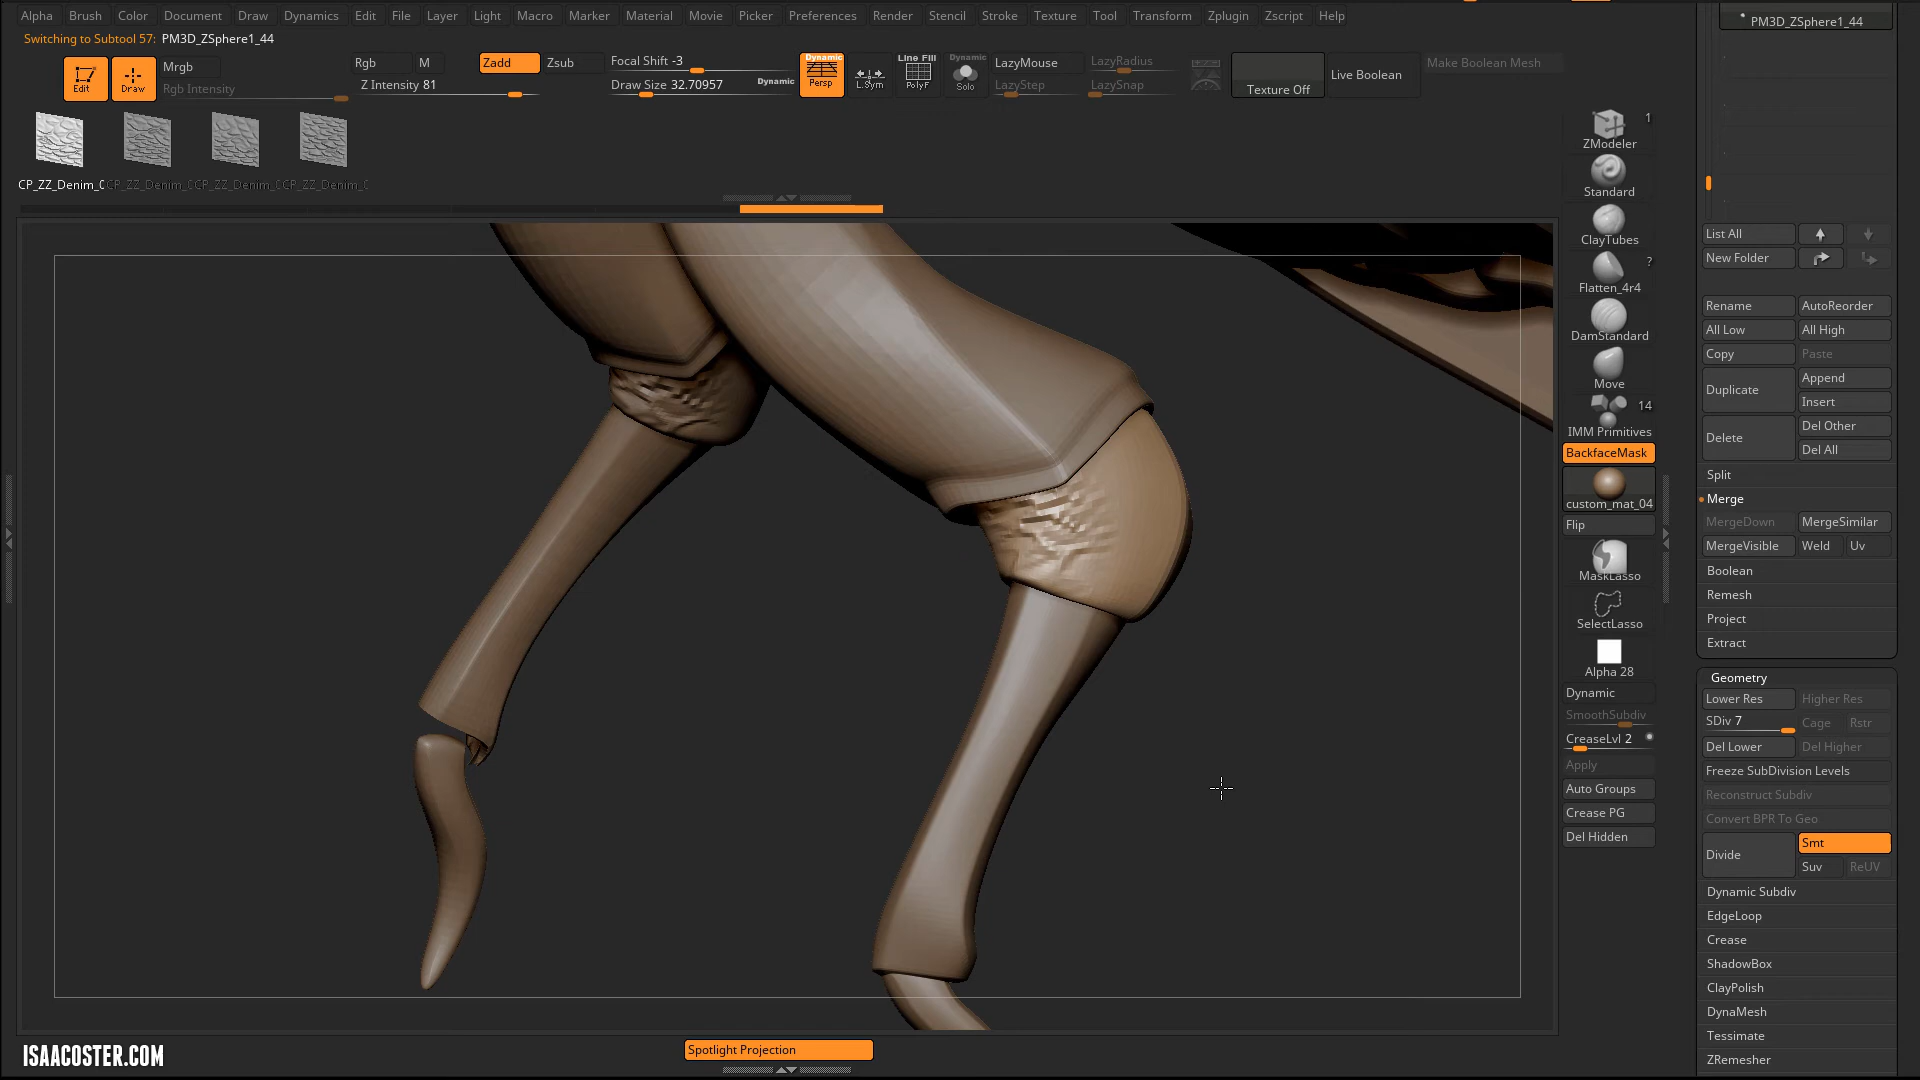 Alpha Brush Color Document Draw Dynamics Edit File Layer Light Macro Marker Material Movie Picker Preferences Render Stencil Stroke Texture Tool Transform Zplugin Zscript Help
Switching to Subtool 57: PM3D_ZSphere1_44
Edit
Draw
Mrgb
Rgb Intensity
Rgb
M
Z Intensity 81
Zadd
Zsub
Focal Shift -3
Draw Size 32.70957
Dynamic
Dynamic
Persp
L.Sym
Line Fill
PolyF
Dynamic
Solo
LazyMouse
LazyStep
LazyRadius
LazySnap
Texture Off
Live Boolean
Make Boolean Mesh
CP_ZZ_Denim_0
CP_ZZ_Denim_0
CP_ZZ_Denim_0
CP_ZZ_Denim_0
1
ZModeler
Standard
ClayTubes
?
Flatten_4r4
DamStandard
Move
14
IMM Primitives
BackfaceMask
custom_mat_04
Flip
MaskLasso
SelectLasso
Alpha 28
Dynamic
SmoothSubdiv
CreaseLvl 2
Apply
Auto Groups
Crease PG
Del Hidden
PM3D_ZSphere1_44
List All
New Folder
Rename
AutoReorder
All Low
All High
Copy
Paste
Duplicate
Append
Insert
Delete
Del Other
Del All
Split
Merge
MergeDown
MergeSimilar
MergeVisible
Weld
Uv
Boolean
Remesh
Project
Extract
Geometry
Lower Res
Higher Res
SDiv 7
Cage
Rstr
Del Lower
Del Higher
Freeze SubDivision Levels
Reconstruct Subdiv
Convert BPR To Geo
Divide
Smt
Suv
ReUV
Dynamic Subdiv
EdgeLoop
Crease
ShadowBox
ClayPolish
DynaMesh
Tessimate
ZRemesher
Spotlight Projection
ISAACOSTER.COM